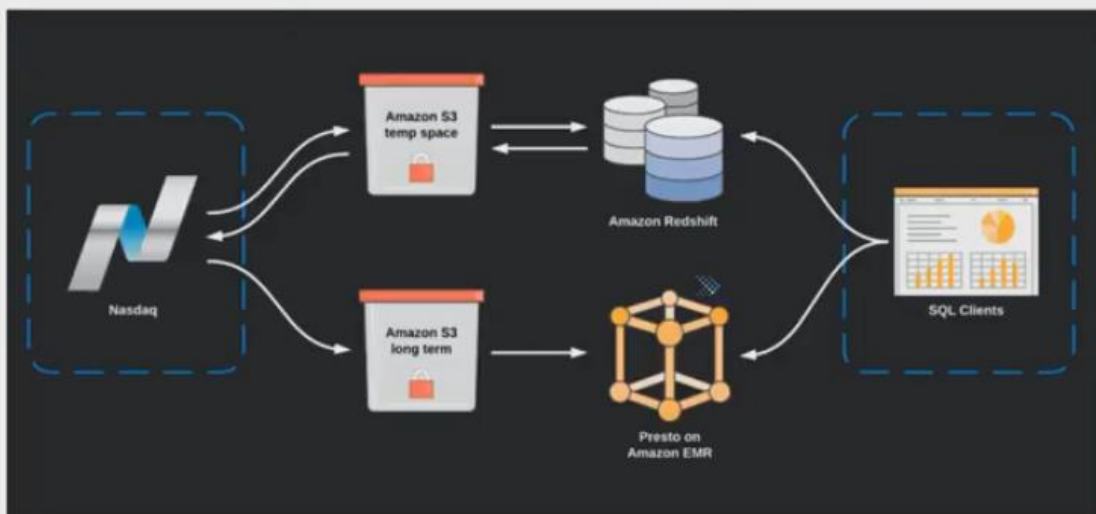 Amazon S3
temp space
Amazon Redshift
Nasdaq
SQL Clients
Amazon S3
long term
Presto on
Amazon EMR